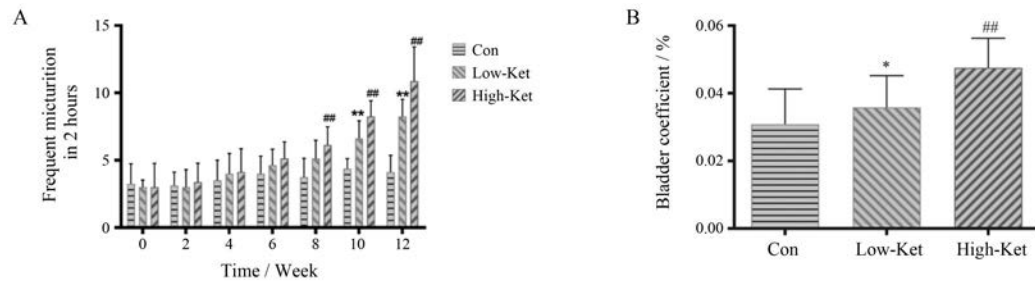 A
Frequent micturition
in 2 hours
15
10
5
0
##
##
##
**
**
Con
Low-Ket
High-Ket
0 2 4 6 8 10 12
Time / Week
B
Bladder coefficient / %
0.06
0.04
0.02
0.00
*
##
Con Low-Ket High-Ket